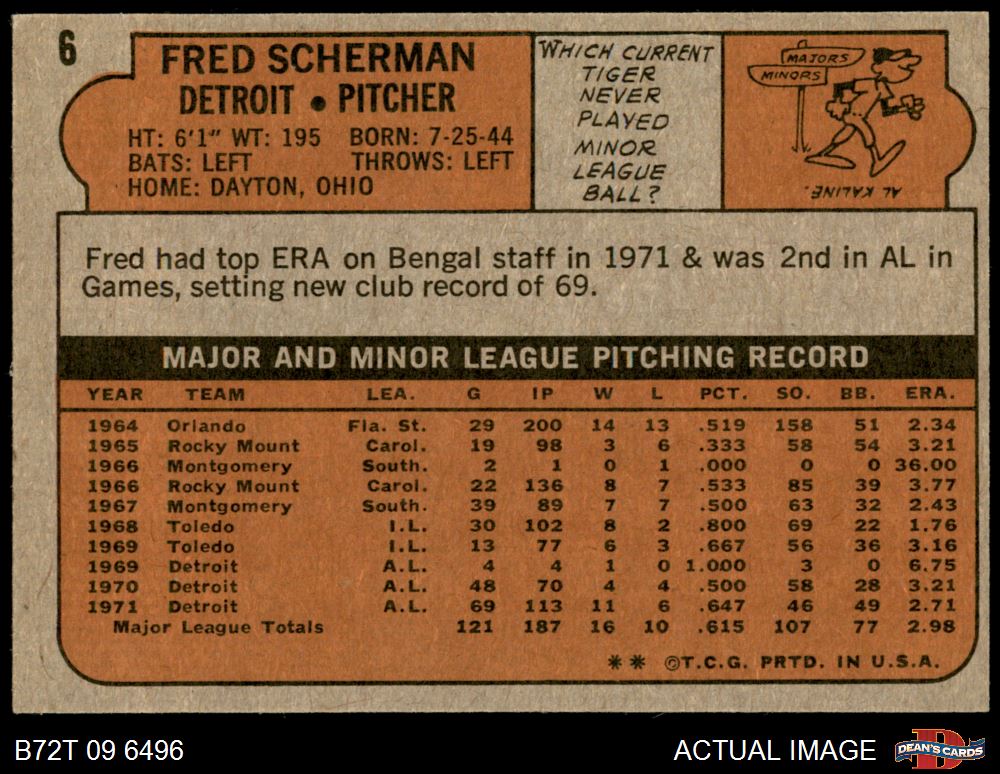 6
FRED SCHERMAN
DETROIT • PITCHER
HT: 6'1" WT: 195 BORN: 7-25-44
BATS: LEFT THROWS: LEFT
HOME: DAYTON, OHIO
WHICH CURRENT
TIGER
NEVER
PLAYED
MINOR
LEAGUE
BALL?
MAJORS
MINORS
AL KALINE.
Fred had top ERA on Bengal staff in 1971 & was 2nd in AL in
Games, setting new club record of 69.
MAJOR AND MINOR LEAGUE PITCHING RECORD
YEAR TEAM LEA. G IP W L PCT. SO. BB. ERA.
1964 Orlando Fla. St. 29 200 14 13 .519 158 51 2.34
1965 Rocky Mount Carol. 19 98 3 6 .333 58 54 3.21
1966 Montgomery South. 2 1 0 1 .000 0 0 36.00
1966 Rocky Mount Carol. 22 136 8 7 .533 85 39 3.77
1967 Montgomery South. 39 89 7 7 .500 63 32 2.43
1968 Toledo I.L. 30 102 8 2 .800 69 22 1.76
1969 Toledo I.L. 13 77 6 3 .667 56 36 3.16
1969 Detroit A.L. 4 4 1 0 1.000 3 0 6.75
1970 Detroit A.L. 48 70 4 4 .500 58 28 3.21
1971 Detroit A.L. 69 113 11 6 .647 46 49 2.71
Major League Totals 121 187 16 10 .615 107 77 2.98
** ©T.C.G. PRTD. IN U.S.A.
B72T 09 6496
ACTUAL IMAGE
D
DEAN'S CARDS